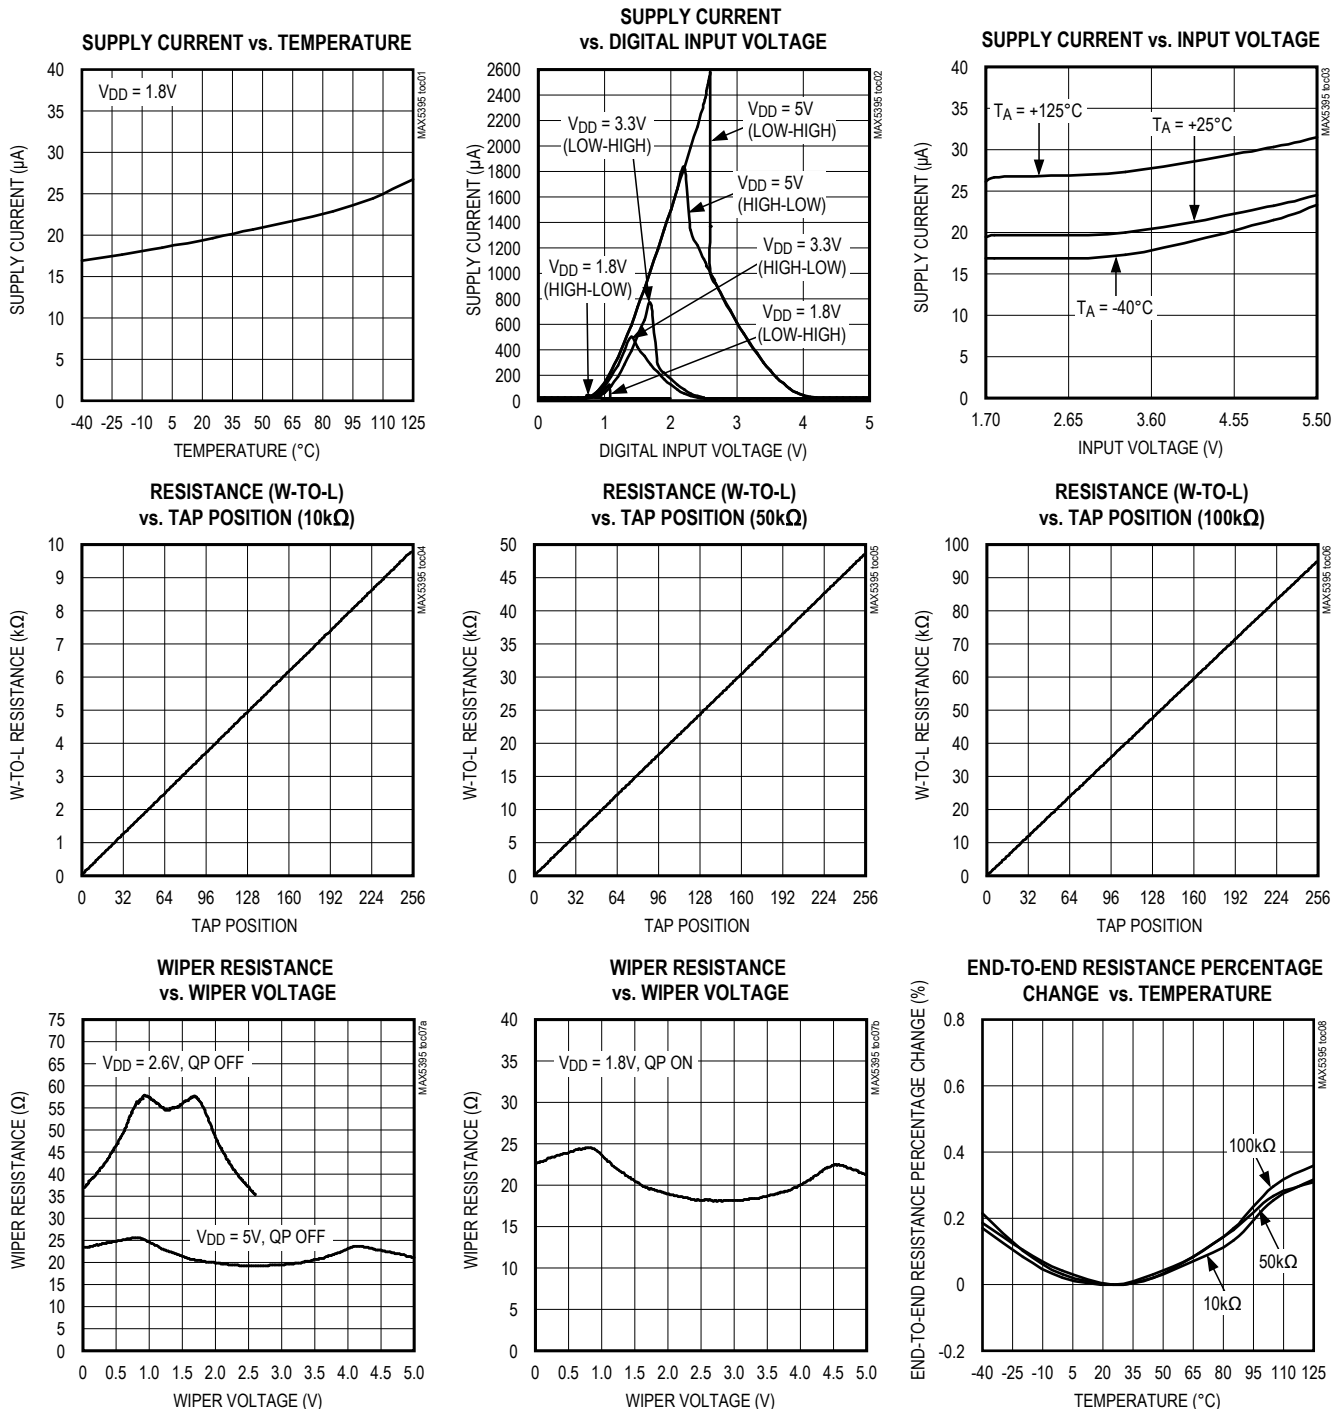 SUPPLY CURRENT vs. TEMPERATURE
40
35
30
25
20
15
10
5
0
VDD = 1.8V
SUPPLY CURRENT (µA)
-40 -25 -10 5 20 35 50 65 80 95 110 125
TEMPERATURE (°C)
MAX5395 toc01
SUPPLY CURRENT
vs. DIGITAL INPUT VOLTAGE
2600
2400
2200
2000
1800
1600
1400
1200
1000
800
600
400
200
0
SUPPLY CURRENT (µA)
VDD = 5V
(LOW-HIGH)
VDD = 3.3V
(LOW-HIGH)
VDD = 5V
(HIGH-LOW)
VDD = 3.3V
(HIGH-LOW)
VDD = 1.8V
(HIGH-LOW)
VDD = 1.8V
(LOW-HIGH)
0 1 2 3 4 5
DIGITAL INPUT VOLTAGE (V)
MAX5395 toc02
SUPPLY CURRENT vs. INPUT VOLTAGE
40
35
30
25
20
15
10
5
0
SUPPLY CURRENT (µA)
TA = +125°C
TA = +25°C
TA = -40°C
1.70 2.65 3.60 4.55 5.50
INPUT VOLTAGE (V)
MAX5395 toc03
RESISTANCE (W-TO-L)
vs. TAP POSITION (10kΩ)
10
9
8
7
6
5
4
3
2
1
0
W-TO-L RESISTANCE (kΩ)
0 32 64 96 128 160 192 224 256
TAP POSITION
MAX5395 toc04
RESISTANCE (W-TO-L)
vs. TAP POSITION (50kΩ)
50
45
40
35
30
25
20
15
10
5
0
W-TO-L RESISTANCE (kΩ)
0 32 64 96 128 160 192 224 256
TAP POSITION
MAX5395 toc05
RESISTANCE (W-TO-L)
vs. TAP POSITION (100kΩ)
100
90
80
70
60
50
40
30
20
10
0
W-TO-L RESISTANCE (kΩ)
0 32 64 96 128 160 192 224 256
TAP POSITION
MAX5395 toc06
WIPER RESISTANCE
vs. WIPER VOLTAGE
75
70
65
60
55
50
45
40
35
30
25
20
15
10
5
0
WIPER RESISTANCE (Ω)
VDD = 2.6V, QP OFF
VDD = 5V, QP OFF
0 0.5 1.0 1.5 2.0 2.5 3.0 3.5 4.0 4.5 5.0
WIPER VOLTAGE (V)
MAX5395 toc07a
WIPER RESISTANCE
vs. WIPER VOLTAGE
40
35
30
25
20
15
10
5
0
WIPER RESISTANCE (Ω)
VDD = 1.8V, QP ON
0 0.5 1.0 1.5 2.0 2.5 3.0 3.5 4.0 4.5 5.0
WIPER VOLTAGE (V)
MAX5395 toc07b
END-TO-END RESISTANCE PERCENTAGE
CHANGE vs. TEMPERATURE
0.8
0.6
0.4
0.2
0
-0.2
END-TO-END RESISTANCE PERCENTAGE CHANGE (%)
100kΩ
50kΩ
10kΩ
-40 -25 -10 5 20 35 50 65 80 95 110 125
TEMPERATURE (°C)
MAX5395 toc08